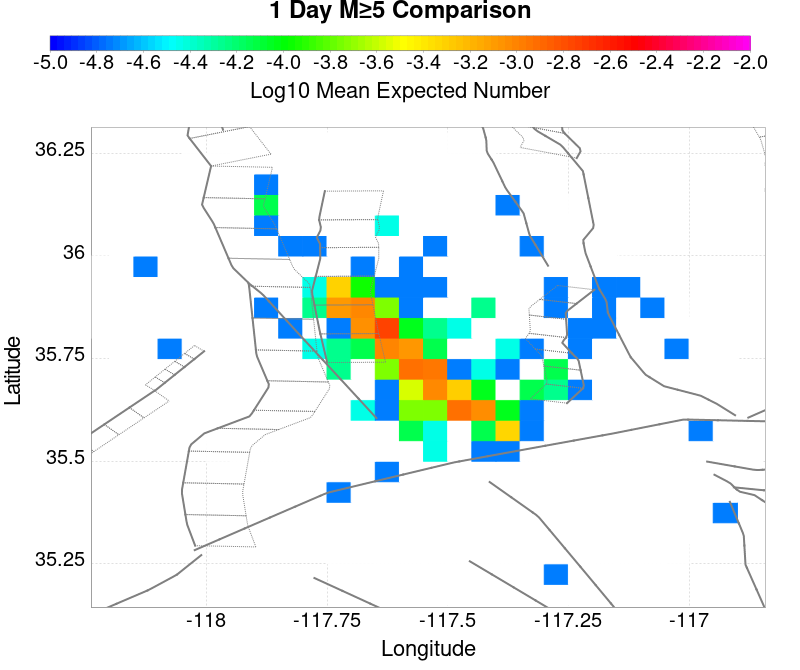 1 Day M≥5 Comparison
-5.0 -4.8 -4.6 -4.4 -4.2 -4.0 -3.8 -3.6 -3.4 -3.2 -3.0 -2.8 -2.6 -2.4 -2.2 -2.0
Log10 Mean Expected Number
36.25
36
35.75
35.5
35.25
Latitude
-118 -117.75 -117.5 -117.25 -117
Longitude